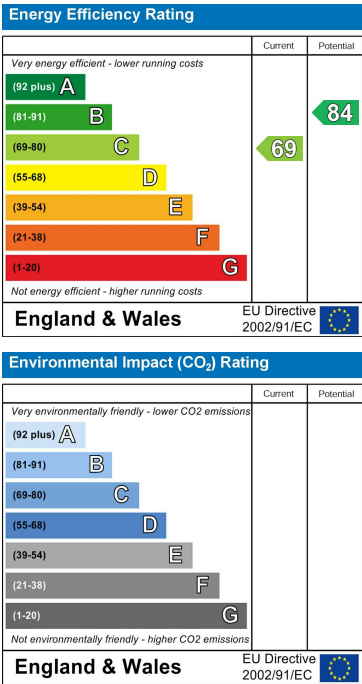 Energy Efficiency Rating
Current Potential
Very energy efficient - lower running costs
(92 plus) A
(81-91) B
84
(69-80) C
69
(55-68) D
(39-54) E
(21-38) F
(1-20) G
Not energy efficient - higher running costs
England & Wales
EU Directive
2002/91/EC
Environmental Impact (CO₂) Rating
Current Potential
Very environmentally friendly - lower CO2 emissions
(92 plus) A
(81-91) B
(69-80) C
(55-68) D
(39-54) E
(21-38) F
(1-20) G
Not environmentally friendly - higher CO2 emissions
England & Wales
EU Directive
2002/91/EC